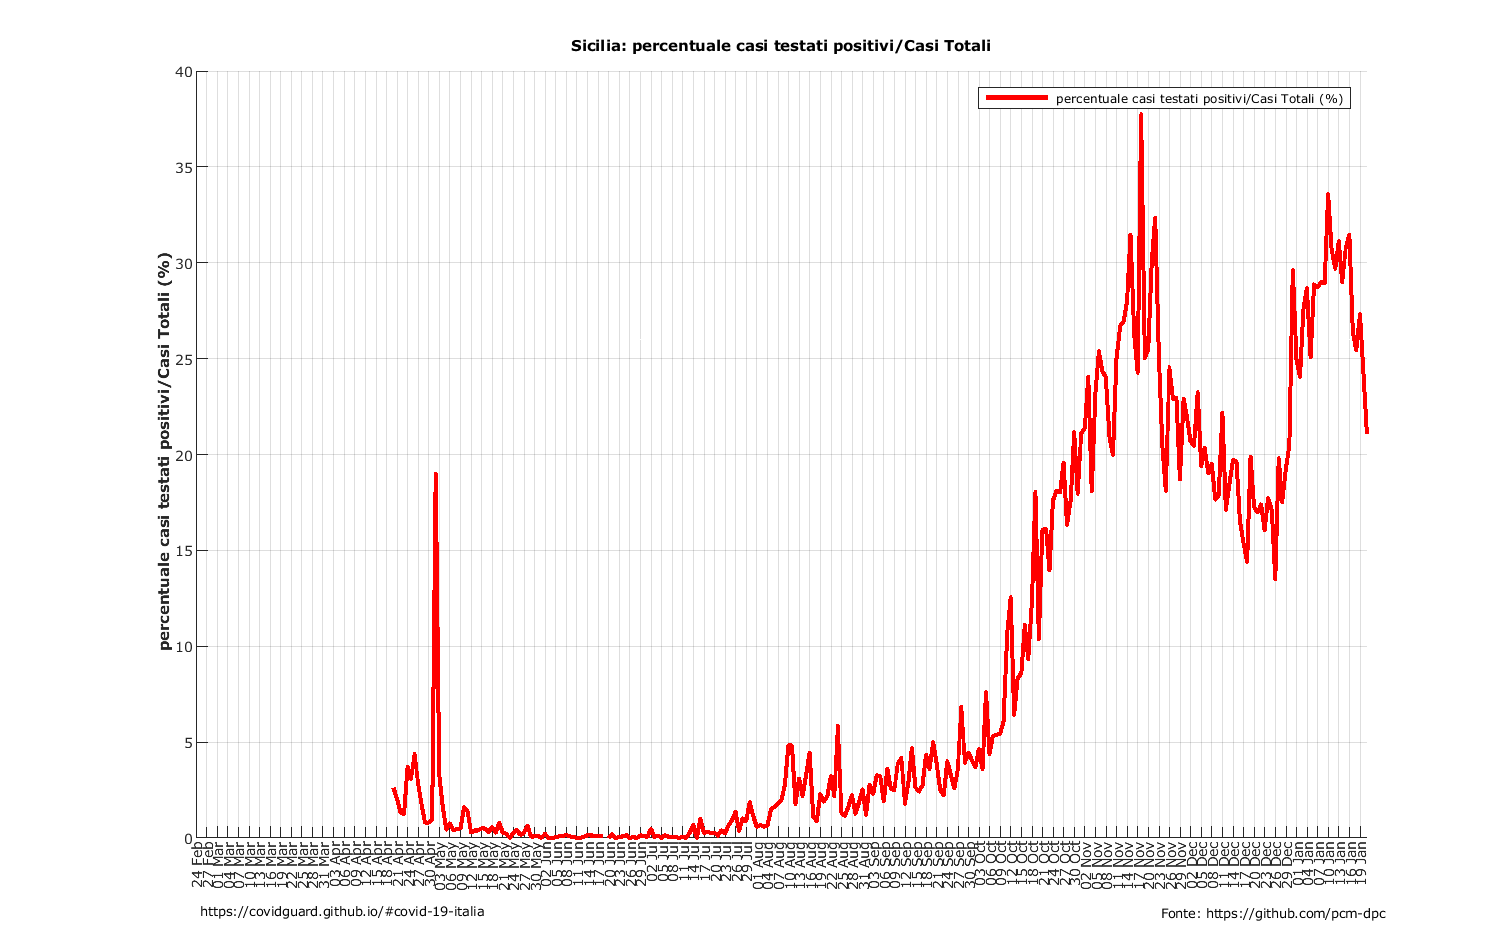 Sicilia: percentuale casi testati positivi/Casi Totali
percentuale casi testati positivi/Casi Totali (%)
percentuale casi testati positivi/Casi Totali (%)
40
35
30
25
20
15
10
5
0
24 Feb
27 Feb
01 Mar
04 Mar
07 Mar
10 Mar
13 Mar
16 Mar
19 Mar
22 Mar
25 Mar
28 Mar
31 Mar
03 Apr
06 Apr
09 Apr
12 Apr
15 Apr
18 Apr
21 Apr
24 Apr
27 Apr
30 Apr
03 May
06 May
09 May
12 May
15 May
18 May
21 May
24 May
27 May
30 May
02 Jun
05 Jun
08 Jun
11 Jun
14 Jun
17 Jun
20 Jun
23 Jun
26 Jun
29 Jun
02 Jul
05 Jul
08 Jul
11 Jul
14 Jul
17 Jul
20 Jul
23 Jul
26 Jul
29 Jul
01 Aug
04 Aug
07 Aug
10 Aug
13 Aug
16 Aug
19 Aug
22 Aug
25 Aug
28 Aug
31 Aug
03 Sep
06 Sep
09 Sep
12 Sep
15 Sep
18 Sep
21 Sep
24 Sep
27 Sep
30 Sep
03 Oct
06 Oct
09 Oct
12 Oct
15 Oct
18 Oct
21 Oct
24 Oct
27 Oct
30 Oct
02 Nov
05 Nov
08 Nov
11 Nov
14 Nov
17 Nov
20 Nov
23 Nov
26 Nov
29 Nov
02 Dec
05 Dec
08 Dec
11 Dec
14 Dec
17 Dec
20 Dec
23 Dec
26 Dec
29 Dec
01 Jan
04 Jan
07 Jan
10 Jan
13 Jan
16 Jan
19 Jan
https://covidguard.github.io/#covid-19-italia
Fonte: https://github.com/pcm-dpc